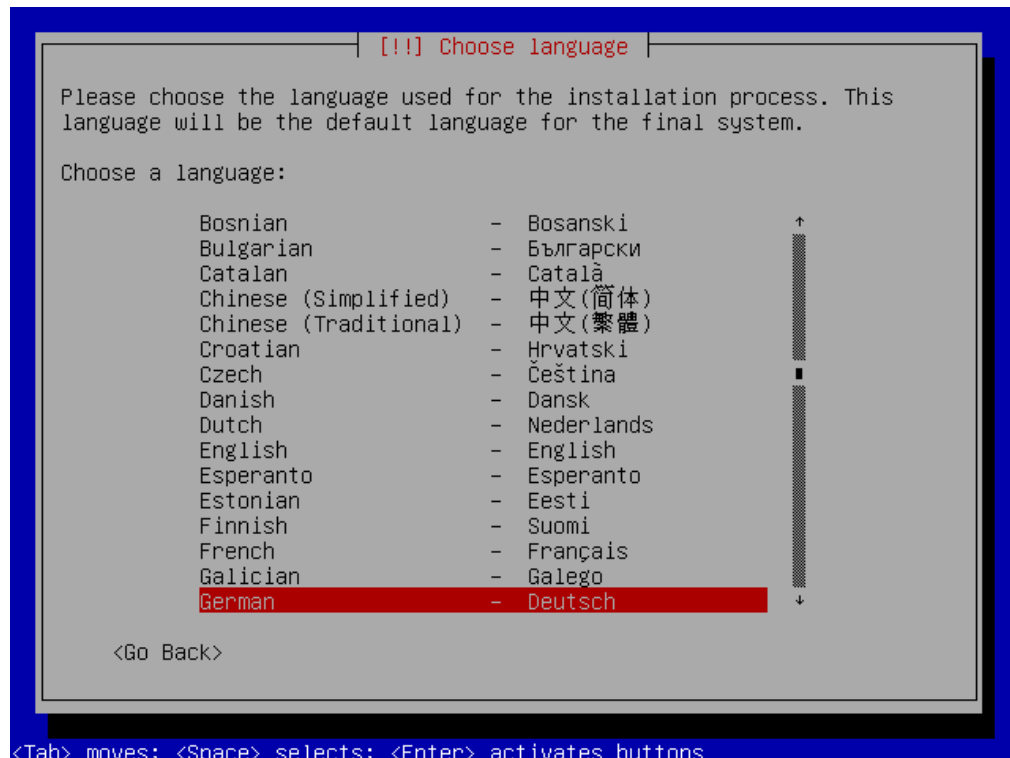 [!!] Choose language
Please choose the language used for the installation process. This
language will be the default language for the final system.
Choose a language:
Bosnian - Bosanski
Bulgarian - Български
Catalan - Català
Chinese (Simplified) - 中文(简体)
Chinese (Traditional) - 中文(繁體)
Croatian - Hrvatski
Czech - Čeština
Danish - Dansk
Dutch - Nederlands
English - English
Esperanto - Esperanto
Estonian - Eesti
Finnish - Suomi
French - Français
Galician - Galego
German - Deutsch
<Go Back>
<Tab> moves; <Space> selects; <Enter> activates buttons